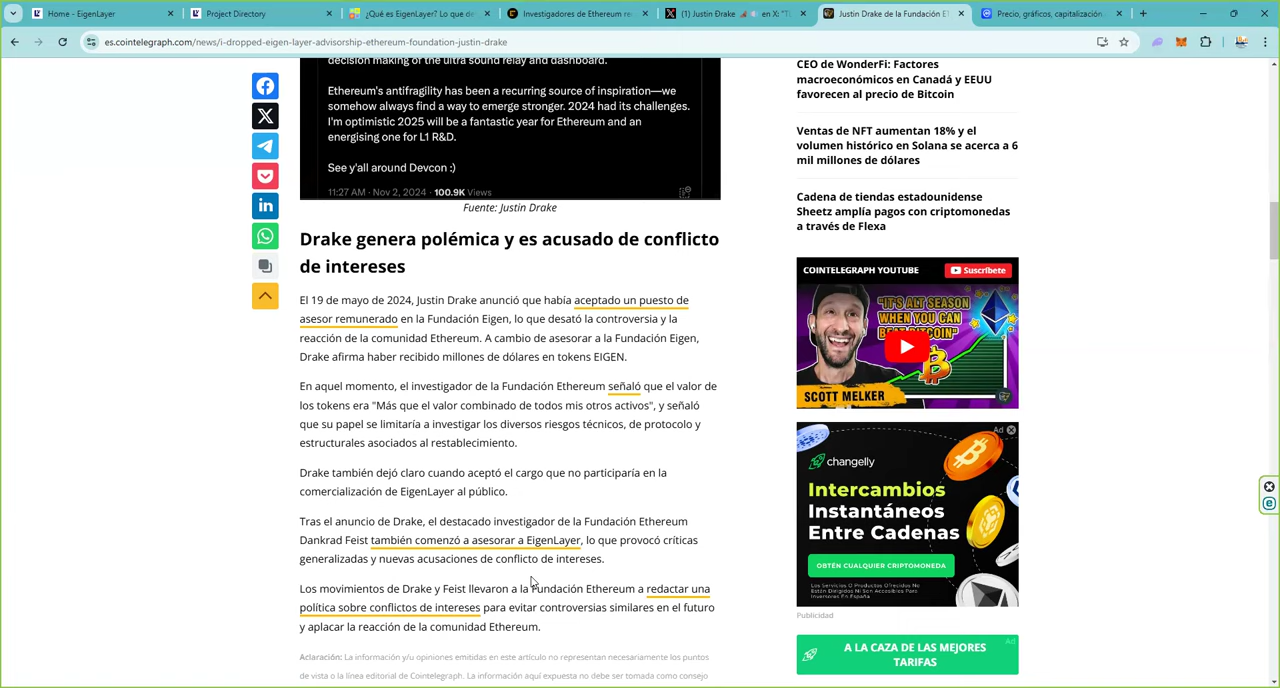 Home - EigenLayer
Project Directory
¿Qué es EigenLayer? Lo que de
Investigadores de Ethereum re
(1) Justin Ðrake en X: "TL
Justin Drake de la Fundación E
Precio, gráficos, capitalización
es.cointelegraph.com/news/i-dropped-eigen-layer-advisorship-ethereum-foundation-justin-drake
decision making of the ultra sound relay and dashboard.
Ethereum's antifragility has been a recurring source of inspiration—we
somehow always find a way to emerge stronger. 2024 had its challenges.
I'm optimistic 2025 will be a fantastic year for Ethereum and an
energising one for L1 R&D.
See y'all around Devcon :)
11:27 AM · Nov 2, 2024 · 100.9K Views
Fuente: Justin Drake
Drake genera polémica y es acusado de conflicto
de intereses
El 19 de mayo de 2024, Justin Drake anunció que había aceptado un puesto de
asesor remunerado en la Fundación Eigen, lo que desató la controversia y la
reacción de la comunidad Ethereum. A cambio de asesorar a la Fundación Eigen,
Drake afirma haber recibido millones de dólares en tokens EIGEN.
En aquel momento, el investigador de la Fundación Ethereum señaló que el valor de
los tokens era "Más que el valor combinado de todos mis otros activos", y señaló
que su papel se limitaría a investigar los diversos riesgos técnicos, de protocolo y
estructurales asociados al restablecimiento.
Drake también dejó claro cuando aceptó el cargo que no participaría en la
comercialización de EigenLayer al público.
Tras el anuncio de Drake, el destacado investigador de la Fundación Ethereum
Dankrad Feist también comenzó a asesorar a EigenLayer, lo que provocó críticas
generalizadas y nuevas acusaciones de conflicto de intereses.
Los movimientos de Drake y Feist llevaron a la Fundación Ethereum a redactar una
política sobre conflictos de intereses para evitar controversias similares en el futuro
y aplacar la reacción de la comunidad Ethereum.
Aclaración: La información y/u opiniones emitidas en este artículo no representan necesariamente los puntos
de vista o la línea editorial de Cointelegraph. La información aquí expuesta no debe ser tomada como consejo
CEO de WonderFi: Factores
macroeconómicos en Canadá y EEUU
favorecen al precio de Bitcoin
Ventas de NFT aumentan 18% y el
volumen histórico en Solana se acerca a 6
mil millones de dólares
Cadena de tiendas estadounidense
Sheetz amplía pagos con criptomonedas
a través de Flexa
COINTELEGRAPH YOUTUBE
Suscríbete
"IT'S ALT SEASON
WHEN YOU CAN
BEAT BITCOIN"
SCOTT MELKER
Ad
changelly
Intercambios
Instantáneos
Entre Cadenas
OBTÉN CUALQUIER CRIPTOMONEDA
Los Servicios O Productos Ofrecidos No
Están Dirigidos Ni Son Accesibles Para
Inversores En España
Publicidad
Ad
A LA CAZA DE LAS MEJORES
TARIFAS